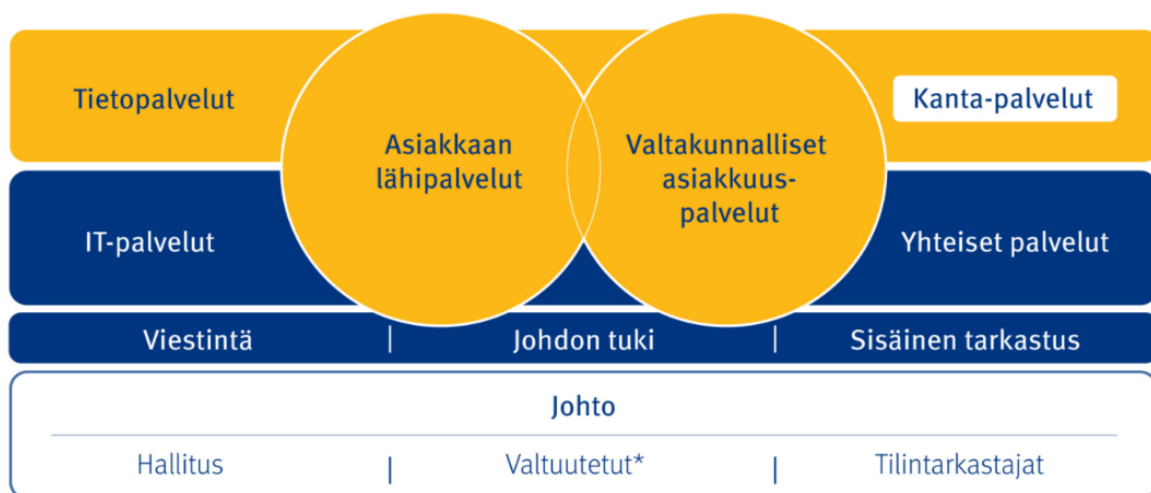 Tietopalvelut
Asiakkaan
lähipalvelut
Valtakunnalliset
asiakkuus-
palvelut
Kanta-palvelut
IT-palvelut
Yhteiset palvelut
Viestintä | Johdon tuki | Sisäinen tarkastus
Johto
Hallitus | Valtuutetut* | Tilintarkastajat